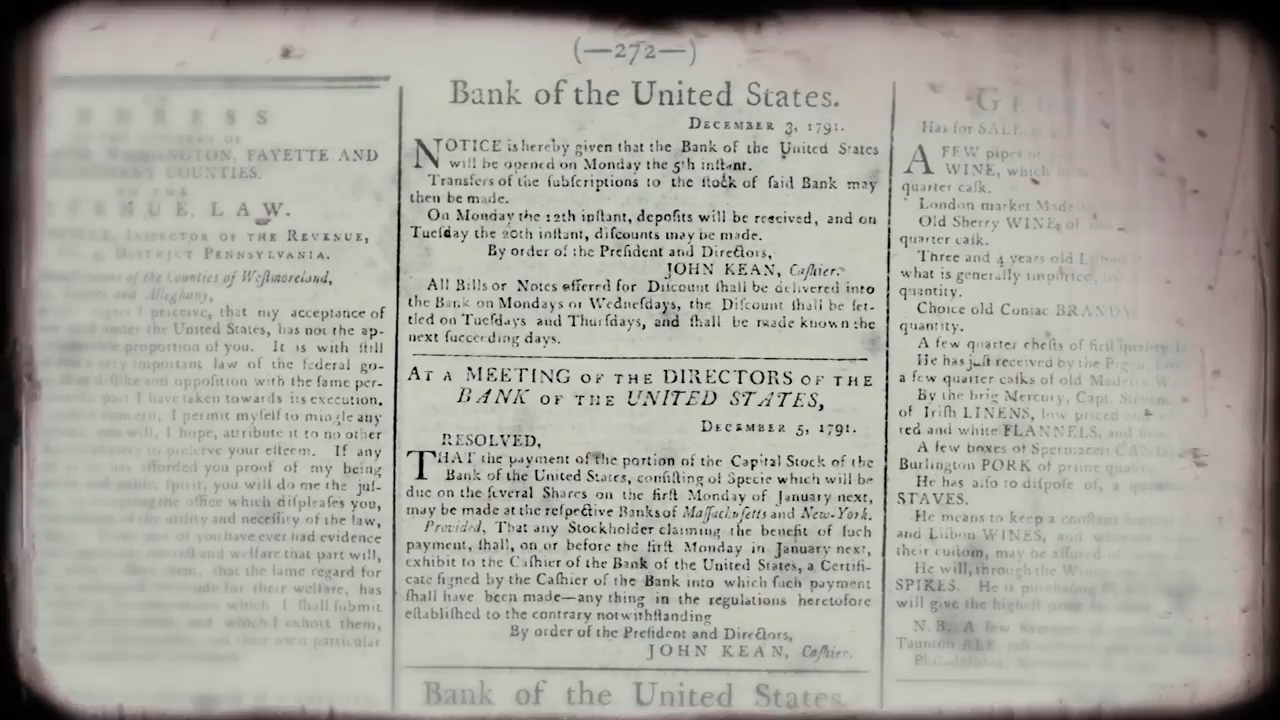 (—272—)
RESS
WASHINGTON, FAYETTE AND
COUNTIES.
LAW.
INSPECTOR OF THE REVENUE,
DISTRICT PENNSYLVANIA.
of the Counties of Weſtmoreland,
and Alleghany,
I perceive, that my acceptance of
under the United States, has not the ap-
proportion of you. It is with ſtill
very important law of the federal go-
and oppoſition with the ſame per-
part I have taken towards its execution.
concern, I permit myſelf to mingle any
you will, I hope, attribute it to no other
to preſerve your eſteem. If any
afforded you proof of my being
and public ſpirit, you will do me the juſ-
the office which diſpleaſes you,
of the utility and neceſſity of the law,
of you have ever had evidence
and welfare that part will,
them, that the ſame regard for
for their welfare, has
which I ſhall ſubmit
and which I exhort them,
their own particular
Bank of the United States.
DECEMBER 3, 1791.
NOTICE is hereby given that the Bank of the United States
will be opened on Monday the 5th inſtant.
Transfers of the ſubſcriptions to the ſtock of ſaid Bank may
then be made.
On Monday the 12th inſtant, depoſits will be received, and on
Tueſday the 20th inſtant, diſcounts may be made.
By order of the Preſident and Directors,
JOHN KEAN, Caſhier.
All Bills or Notes offered for Diſcount ſhall be delivered into
the Bank on Mondays or Wedneſdays, the Diſcount ſhall be ſet-
tled on Tueſdays and Thurſdays, and ſhall be made known the
next ſucceeding days.
AT A MEETING OF THE DIRECTORS OF THE
BANK OF THE UNITED STATES,
DECEMBER 5, 1791.
RESOLVED,
THAT the payment of the portion of the Capital Stock of the
Bank of the United States, conſiſting of Specie which will be
due on the ſeveral Shares on the firſt Monday of January next,
may be made at the reſpective Banks of Maſſachuſetts and New-York.
Provided, That any Stockholder claiming the benefit of ſuch
payment, ſhall, on or before the firſt Monday in January next,
exhibit to the Caſhier of the Bank of the United States, a Certifi-
cate ſigned by the Caſhier of the Bank into which ſuch payment
ſhall have been made—any thing in the regulations heretofore
eſtabliſhed to the contrary notwithſtanding
By order of the Preſident and Directors,
JOHN KEAN, Caſhier.
Bank of the United States.
Has for SALE,
A FEW pipes of
WINE, which
quarter caſk.
London market
Old Sherry WINE, of
quarter caſk.
Three and 4 years old
what is generally imported, by
quantity.
Choice old Coniac BRANDY
quantity.
A few quarter cheſts of firſt quality
He has juſt received by the
a few quarter caſks of old
By the brig Mercury, Capt.
of Iriſh LINENS, low priced
red and white FLANNELS, and
A few boxes of Spermaceti
Burlington PORK of prime quality
He has alſo to diſpoſe of, a
STAVES.
He means to keep a conſtant
and Liſbon WINES, and
their cuſtom, may be aſſured of
He will, through the
SPIKES. He is purchaſing
will give the higheſt price
N.B. A few
Taunton ALE,
Philadelphia,